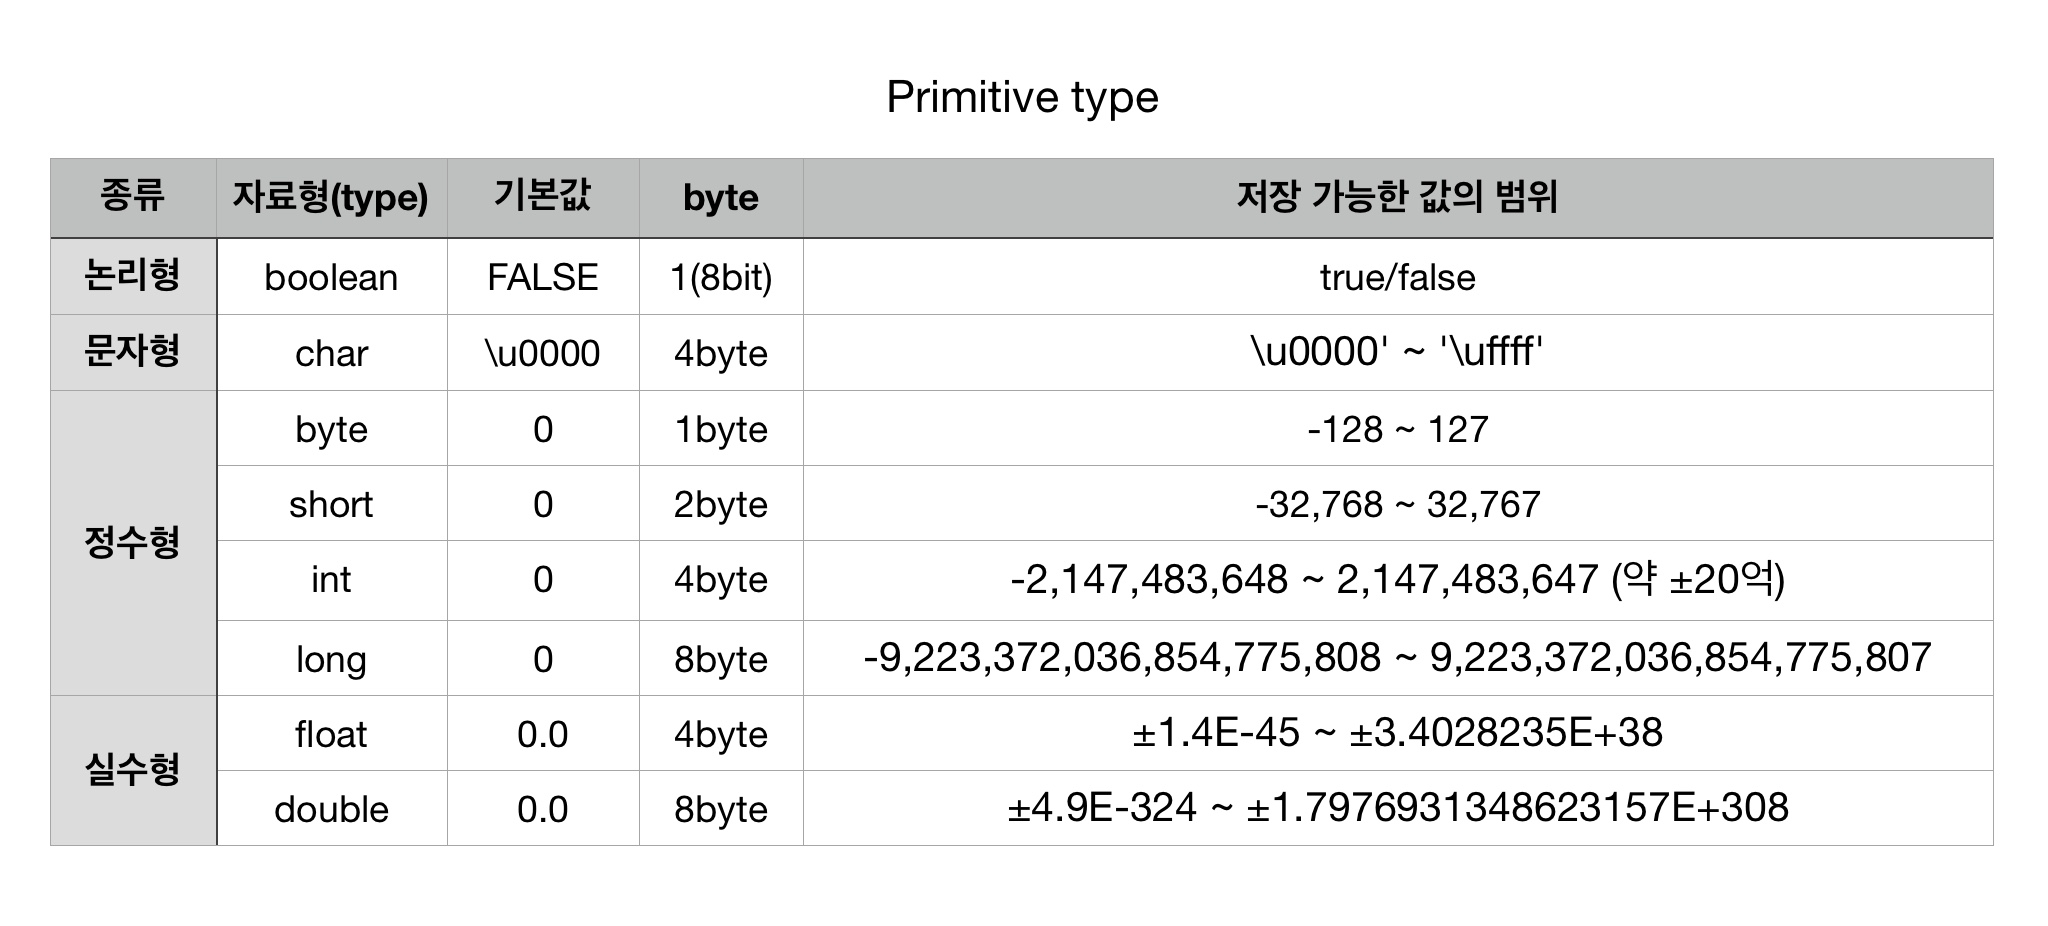 Primitive type
종류 자료형(type) 기본값 byte 저장 가능한 값의 범위
논리형 boolean FALSE 1(8bit) true/false
문자형 char \u0000 4byte \u0000' ~ '\uffff'
정수형 byte 0 1byte -128 ~ 127
short 0 2byte -32,768 ~ 32,767
int 0 4byte -2,147,483,648 ~ 2,147,483,647 (약 ±20억)
long 0 8byte -9,223,372,036,854,775,808 ~ 9,223,372,036,854,775,807
실수형 float 0.0 4byte ±1.4E-45 ~ ±3.4028235E+38
double 0.0 8byte ±4.9E-324 ~ ±1.7976931348623157E+308